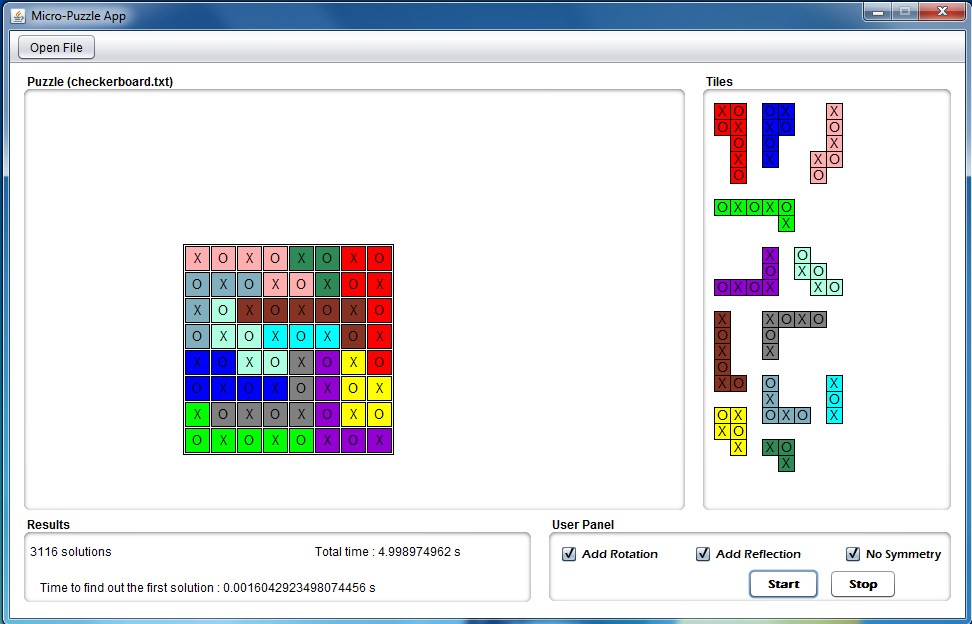 Micro-Puzzle App
Open File
Puzzle (checkerboard.txt)
X O X O X O X O
O X O X O X O X
X O X O X O X O
O X O X O X O X
X O X O X O X O
O X O X O X O X
X O X O X O X O
O X O X O X O X
Tiles
X O O X X
O X X O O
O O X
X X X O
O O
O X O X O
X
X O
O X O
O X O X X O
X X O X O
O O
X X
O
X O O X
X O
O X O X O X
X O
X X O
X
Results
3116 solutions Total time : 4.998974962 s
Time to find out the first solution : 0.0016042923498074456 s
User Panel
Add Rotation Add Reflection No Symmetry
Start Stop